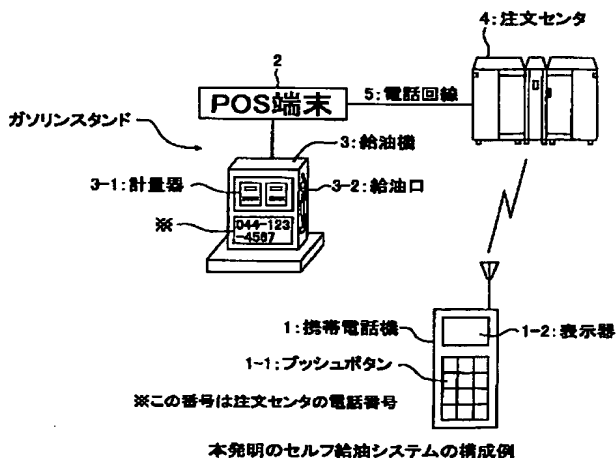 4:注文センタ
2
POS端末
5:電話回線
ガソリンスタンド
3:給油機
3-1:計量器
3-2:給油口
※
044-123
-4567
1:携帯電話機
1-2:表示器
1-1:プッシュボタン
※この番号は注文センタの電話番号
本発明のセルフ給油システムの構成例